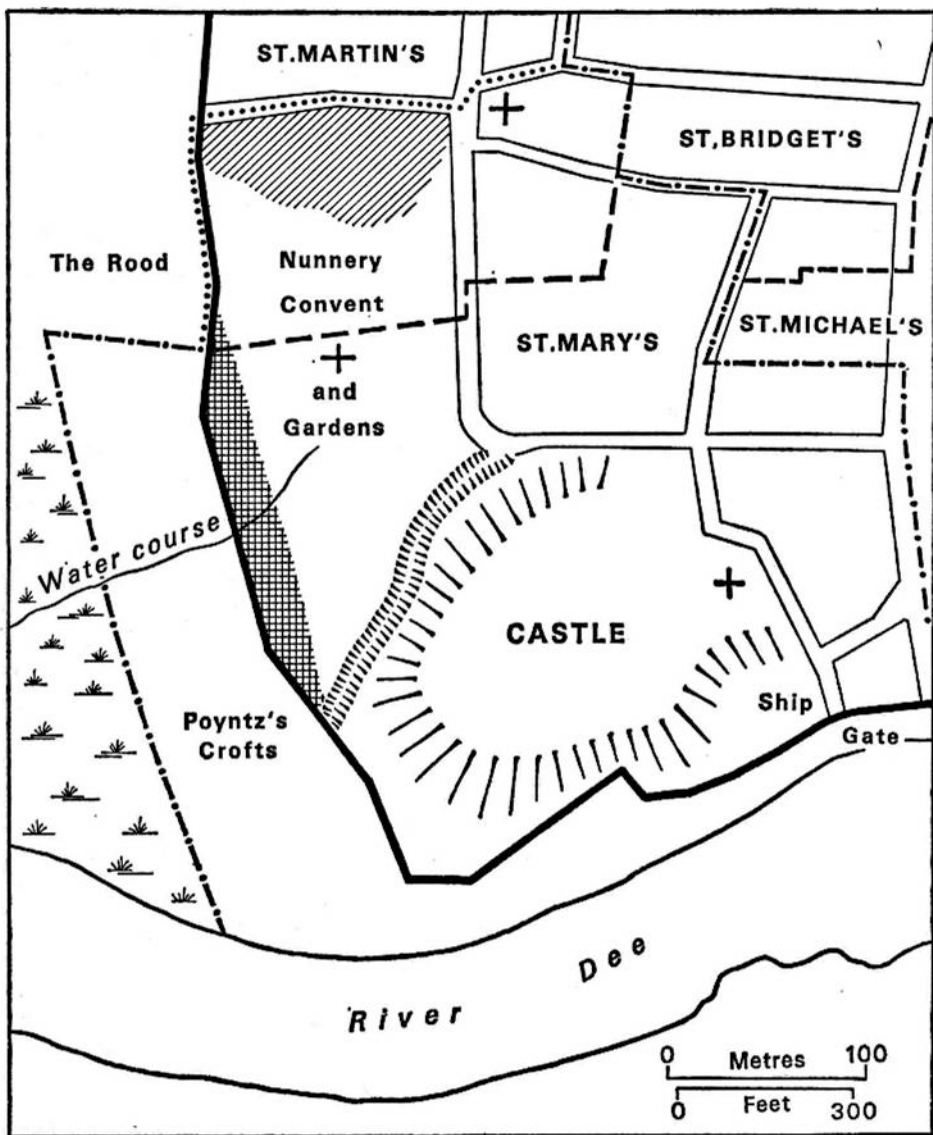 ST.MARTIN'S
ST,BRIDGET'S
The Rood
Nunnery
Convent
and
Gardens
ST.MARY'S
ST.MICHAEL'S
Water course
CASTLE
Poyntz's
Crofts
Ship
Gate
River Dee
0 Metres 100
0 Feet 300